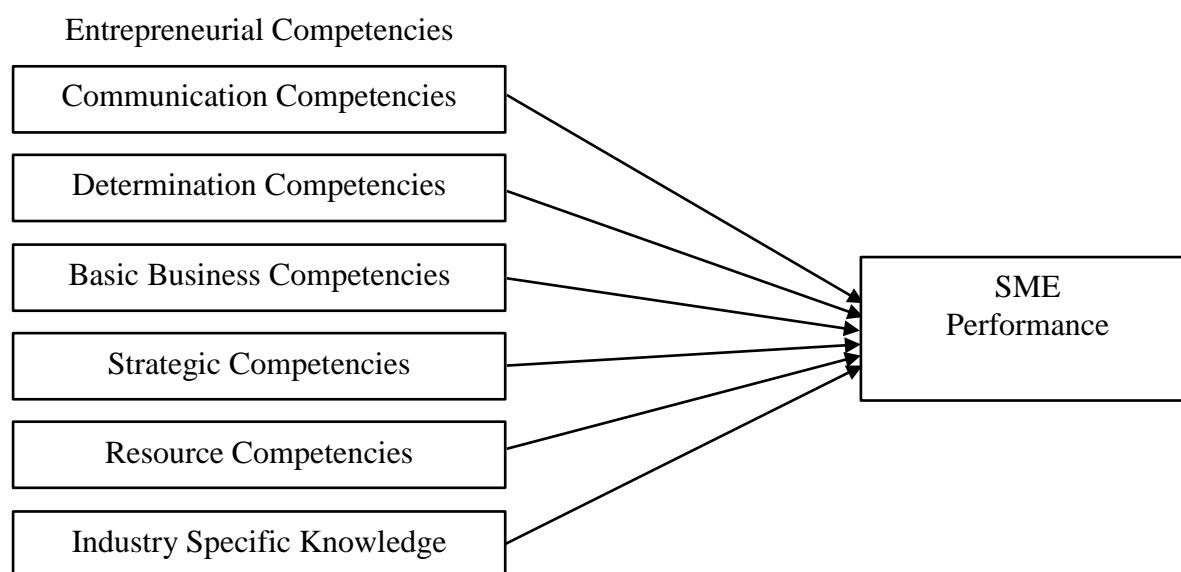 Entrepreneurial Competencies
Communication Competencies
Determination Competencies
Basic Business Competencies
Strategic Competencies
Resource Competencies
Industry Specific Knowledge
SME
Performance